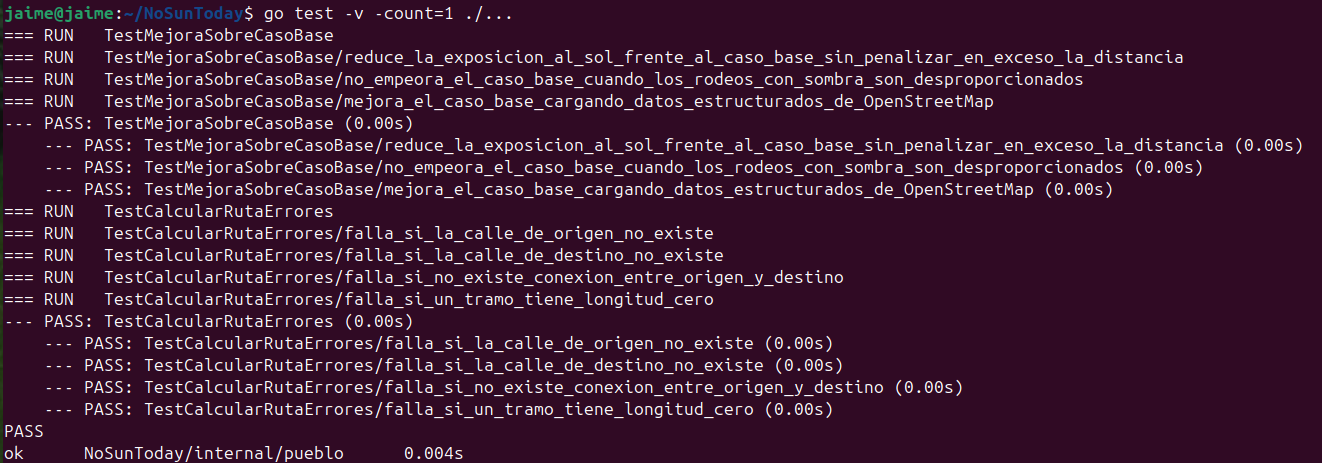 jaime@jaime:~/NoSunToday$ go test -v -count=1 ./...
=== RUN   TestMejoraSobreCasoBase
=== RUN   TestMejoraSobreCasoBase/reduce_la_exposicion_al_sol_frente_al_caso_base_sin_penalizar_en_exceso_la_distancia
=== RUN   TestMejoraSobreCasoBase/no_empeora_el_caso_base_cuando_los_rodeos_con_sombra_son_desproporcionados
=== RUN   TestMejoraSobreCasoBase/mejora_el_caso_base_cargando_datos_estructurados_de_OpenStreetMap
--- PASS: TestMejoraSobreCasoBase (0.00s)
    --- PASS: TestMejoraSobreCasoBase/reduce_la_exposicion_al_sol_frente_al_caso_base_sin_penalizar_en_exceso_la_distancia (0.00s)
    --- PASS: TestMejoraSobreCasoBase/no_empeora_el_caso_base_cuando_los_rodeos_con_sombra_son_desproporcionados (0.00s)
    --- PASS: TestMejoraSobreCasoBase/mejora_el_caso_base_cargando_datos_estructurados_de_OpenStreetMap (0.00s)
=== RUN   TestCalcularRutaErrores
=== RUN   TestCalcularRutaErrores/falla_si_la_calle_de_origen_no_existe
=== RUN   TestCalcularRutaErrores/falla_si_la_calle_de_destino_no_existe
=== RUN   TestCalcularRutaErrores/falla_si_no_existe_conexion_entre_origen_y_destino
=== RUN   TestCalcularRutaErrores/falla_si_un_tramo_tiene_longitud_cero
--- PASS: TestCalcularRutaErrores (0.00s)
    --- PASS: TestCalcularRutaErrores/falla_si_la_calle_de_origen_no_existe (0.00s)
    --- PASS: TestCalcularRutaErrores/falla_si_la_calle_de_destino_no_existe (0.00s)
    --- PASS: TestCalcularRutaErrores/falla_si_no_existe_conexion_entre_origen_y_destino (0.00s)
    --- PASS: TestCalcularRutaErrores/falla_si_un_tramo_tiene_longitud_cero (0.00s)
PASS
ok      NoSunToday/internal/pueblo      0.004s